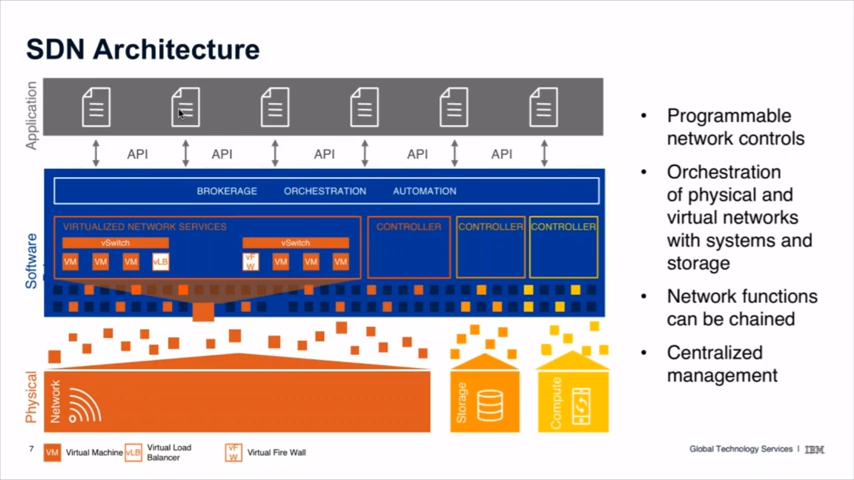 SDN Architecture
Application
API API API API API
BROKERAGE ORCHESTRATION AUTOMATION
Software
VIRTUALIZED NETWORK SERVICES
CONTROLLER
CONTROLLER
CONTROLLER
vSwitch
vSwitch
VM VM VM vLB
vF
W
VM VM VM
Physical
Network
Storage
Compute
• Programmable
network controls
• Orchestration
of physical and
virtual networks
with systems and
storage
• Network functions
can be chained
• Centralized
management
7
VM Virtual Machine
vLB Virtual Load
Balancer
vF
W
Virtual Fire Wall
Global Technology Services | IBM